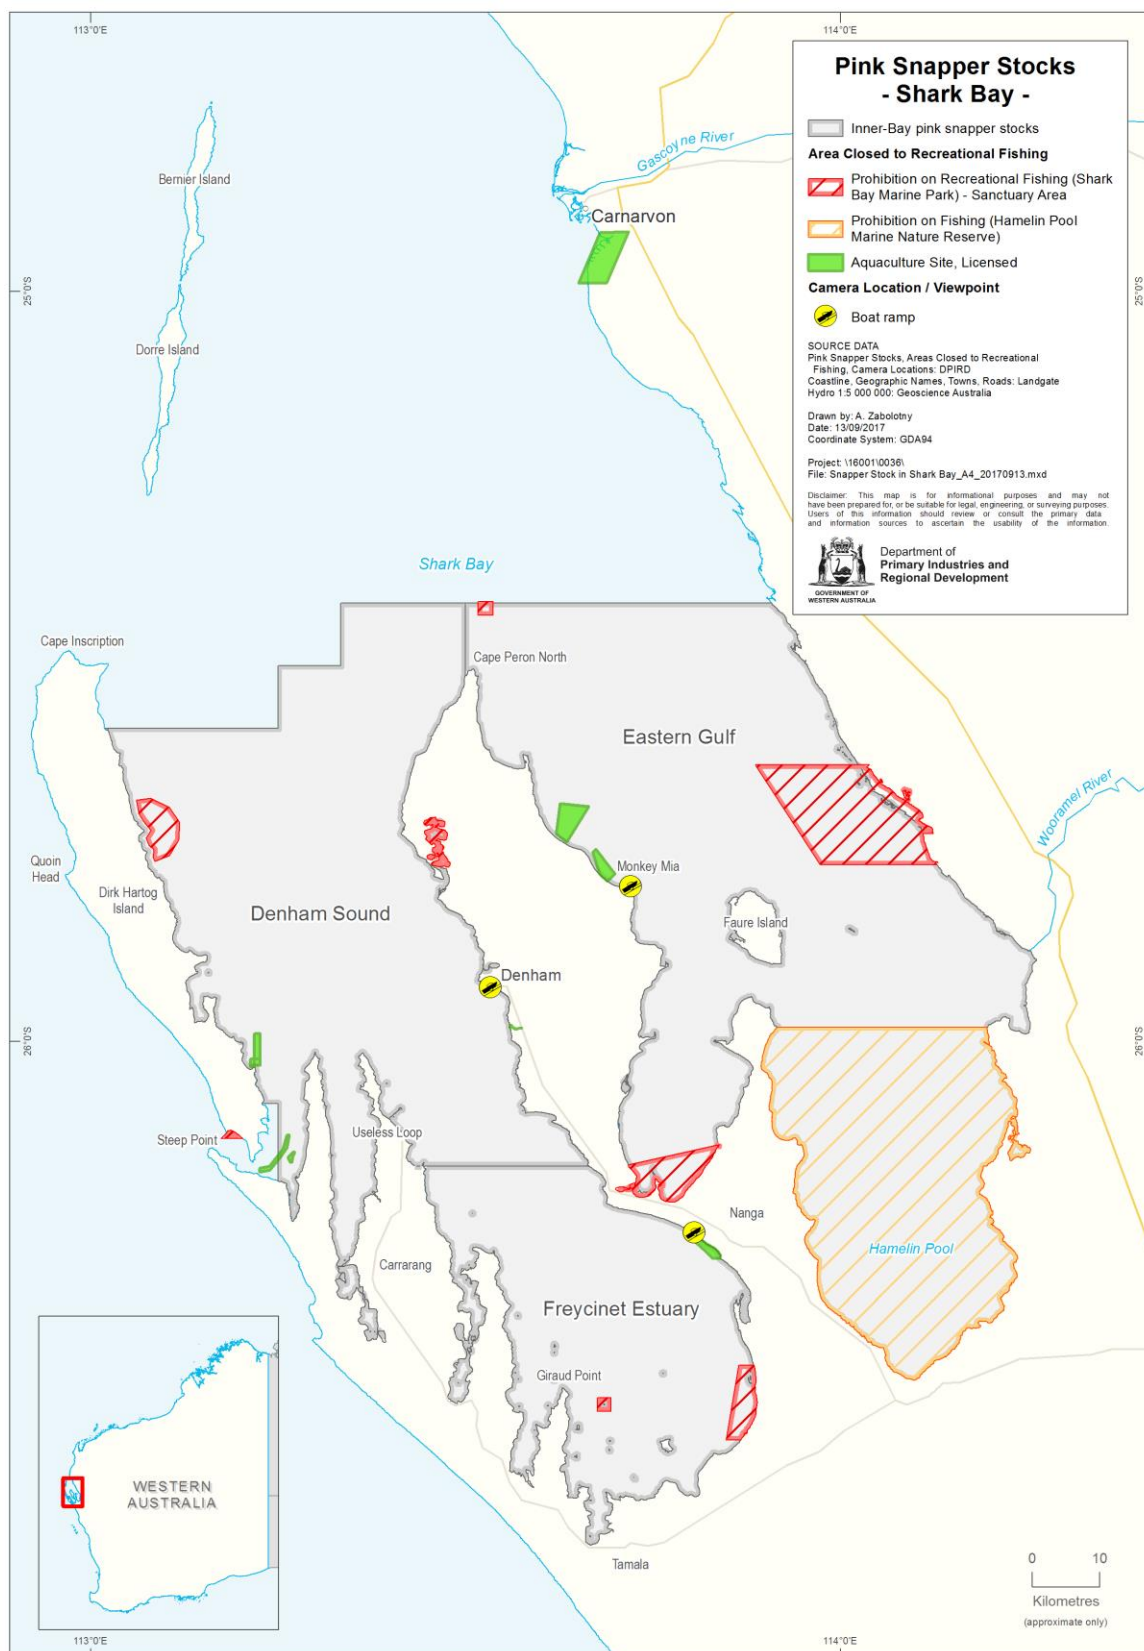 113°0'E
114°0'E
Pink Snapper Stocks
- Shark Bay -
Inner-Bay pink snapper stocks
Area Closed to Recreational Fishing
Prohibition on Recreational Fishing (Shark
Bay Marine Park) - Sanctuary Area
Prohibition on Fishing (Hamelin Pool
Marine Nature Reserve)
Aquaculture Site, Licensed
Camera Location / Viewpoint
Boat ramp
SOURCE DATA
Pink Snapper Stocks, Areas Closed to Recreational
Fishing, Camera Locations: DPIRD
Coastline, Geographic Names, Towns, Roads: Landgate
Hydro 1:5 000 000: Geoscience Australia
Drawn by: A. Zabolotny
Date: 13/09/2017
Coordinate System: GDA94
Project: \16001\0036\
File: Snapper Stock in Shark Bay_A4_20170913.mxd
Disclaimer: This map is for informational purposes and may not
have been prepared for, or be suitable for legal, engineering, or surveying purposes.
Users of this information should review or consult the primary data
and information sources to ascertain the usability of the information.
GOVERNMENT OF
WESTERN AUSTRALIA
Department of
Primary Industries and
Regional Development
Gascoyne River
Bernier Island
Carnarvon
25°0'S
25°0'S
Dorre Island
Shark Bay
Cape Inscription
Cape Peron North
Eastern Gulf
Wooramel River
Quoin
Head
Monkey Mia
Dirk Hartog
Island
Denham Sound
Faure Island
Denham
26°0'S
26°0'S
Steep Point
Useless Loop
Nanga
Hamelin Pool
Carrarang
Freycinet Estuary
Giraud Point
WESTERN
AUSTRALIA
Tamala
0 10
Kilometres
(approximate only)
113°0'E
114°0'E